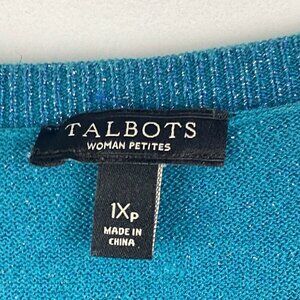 TALBOTS
WOMAN PETITES
1XP
MADE IN
CHINA